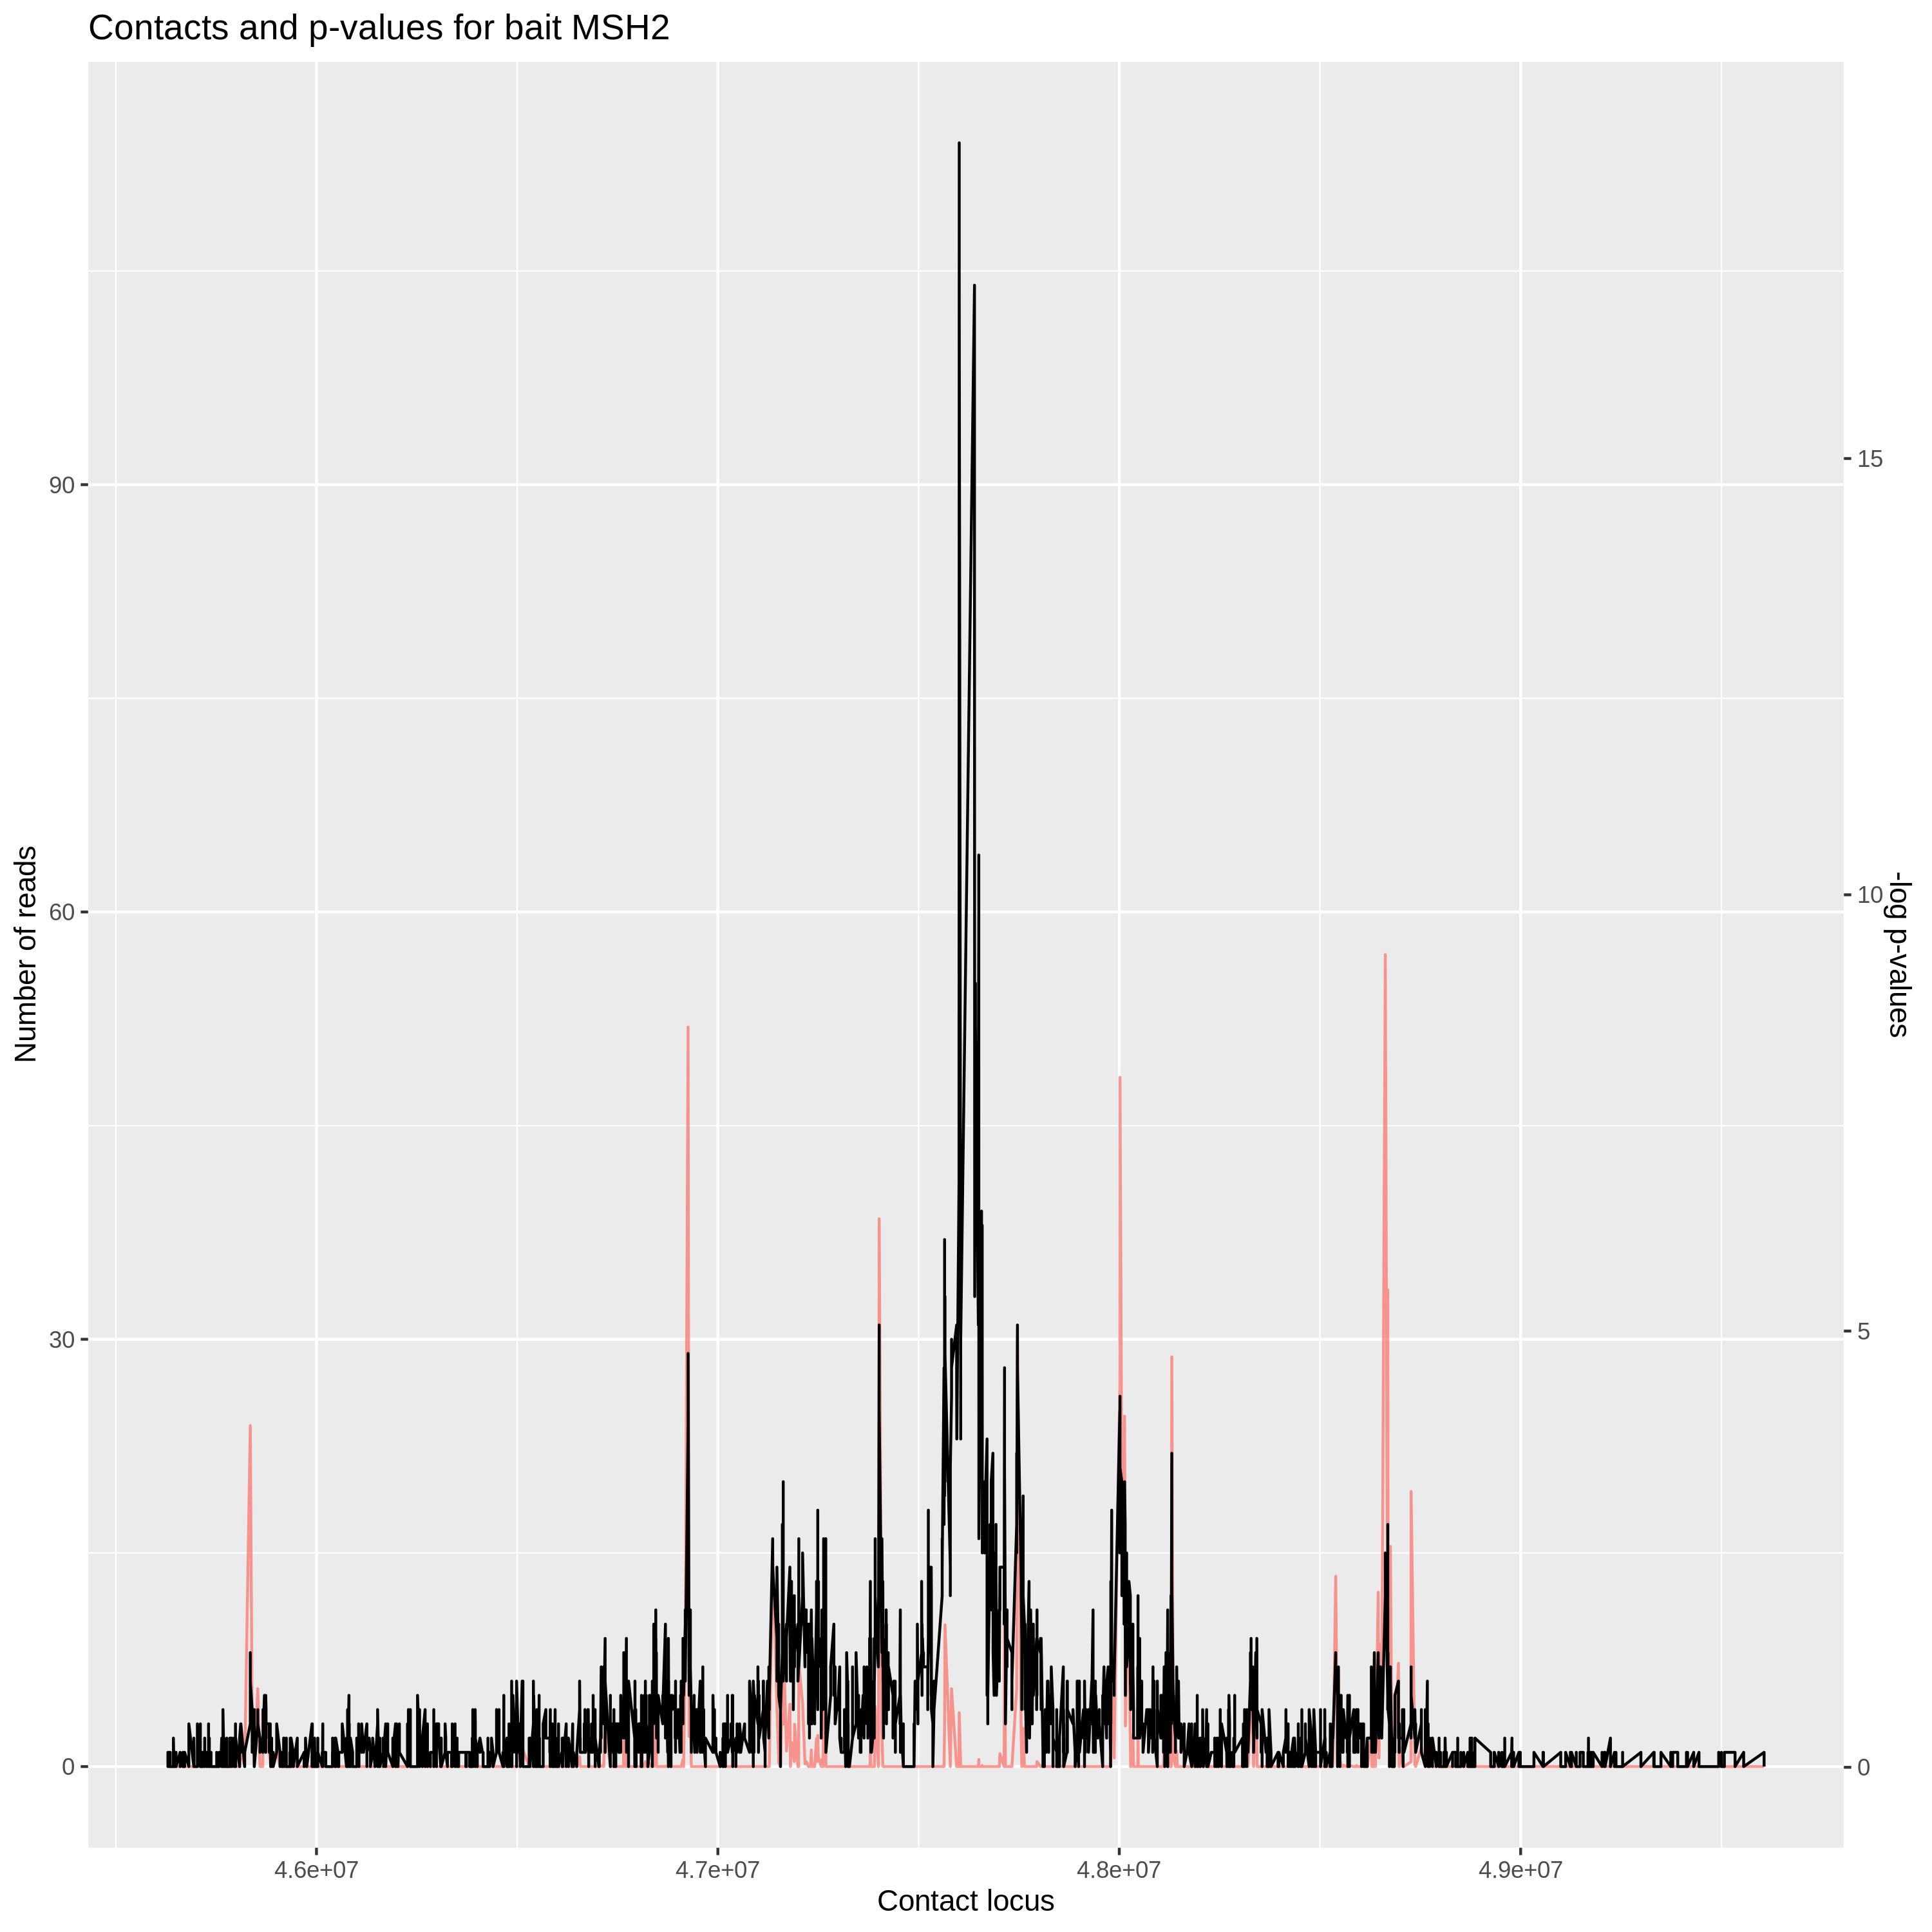 Contacts and p-values for bait MSH2
Number of reads
90
60
30
0
15
10
5
0
-log p-values
4.6e+07
4.7e+07
4.8e+07
4.9e+07
Contact locus